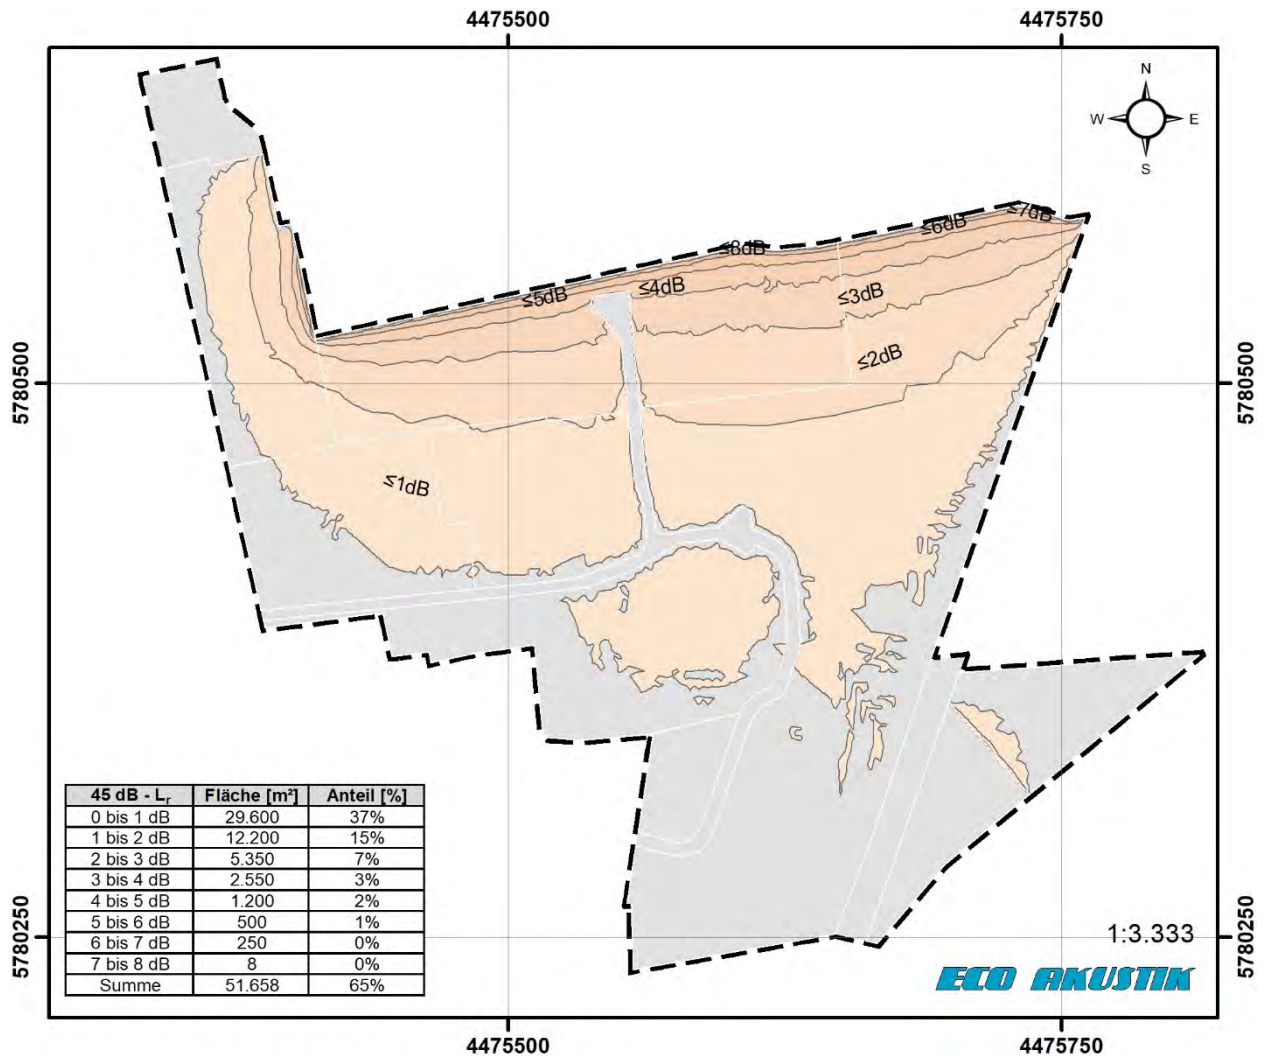 4475500 4475750
N
W E
S
≤7dB
≤6dB
≤8dB
≤4dB
≤5dB
≤3dB
≤2dB
5780500 5780500
≤1dB
45 dB - Lr Fläche [m²] Anteil [%]
0 bis 1 dB 29.600 37%
1 bis 2 dB 12.200 15%
2 bis 3 dB 5.350 7%
3 bis 4 dB 2.550 3%
4 bis 5 dB 1.200 2%
5 bis 6 dB 500 1%
6 bis 7 dB 250 0%
7 bis 8 dB 8 0%
Summe 51.658 65%
5780250 5780250
1:3.333
ECO AKUSTIK
4475500 4475750